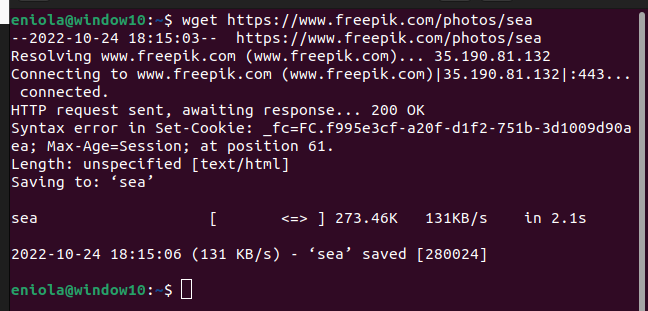 eniola@window10:~$ wget https://www.freepik.com/photos/sea
--2022-10-24 18:15:03--  https://www.freepik.com/photos/sea
Resolving www.freepik.com (www.freepik.com)... 35.190.81.132
Connecting to www.freepik.com (www.freepik.com)|35.190.81.132|:443...
 connected.
HTTP request sent, awaiting response... 200 OK
Syntax error in Set-Cookie: _fc=FC.f995e3cf-a20f-d1f2-751b-3d1009d90a
ea; Max-Age=Session; at position 61.
Length: unspecified [text/html]
Saving to: ‘sea’
sea                     [       <=> ] 273.46K   131KB/s    in 2.1s
2022-10-24 18:15:06 (131 KB/s) - ‘sea’ saved [280024]
eniola@window10:~$